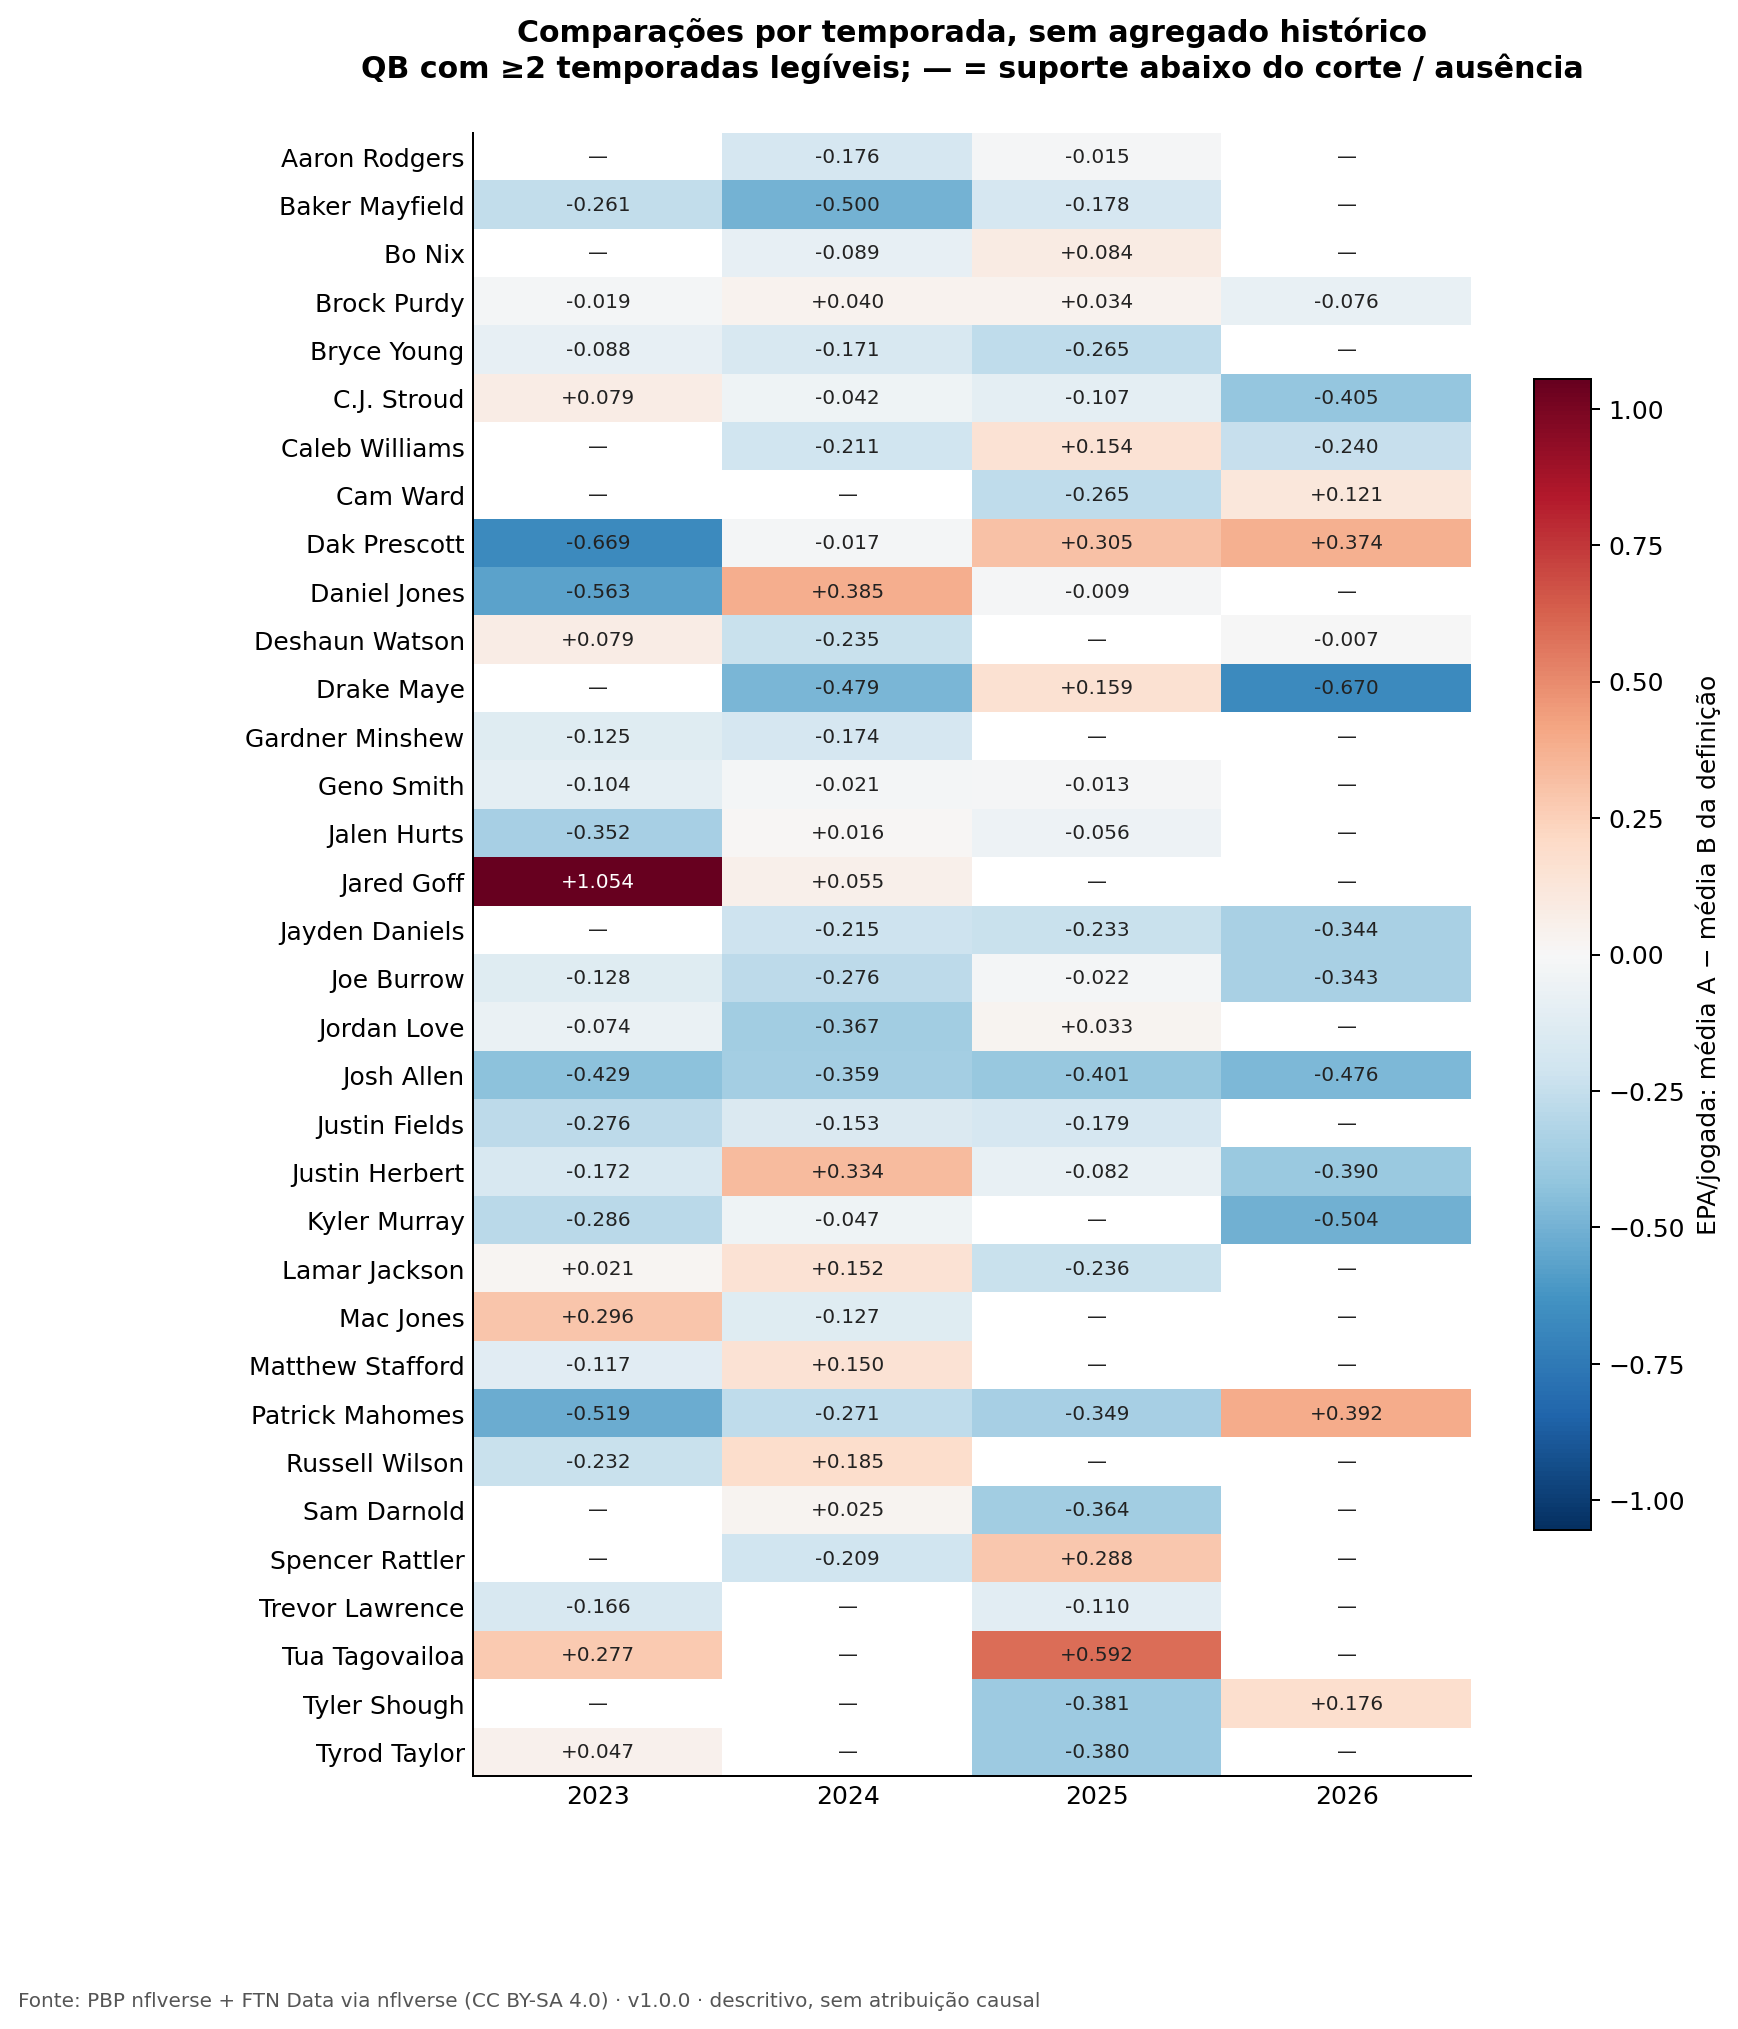 Comparações por temporada, sem agregado histórico
QB com ≥2 temporadas legíveis; — = suporte abaixo do corte / ausência
Aaron Rodgers — -0.176 -0.015 —
Baker Mayfield -0.261 -0.500 -0.178 —
Bo Nix — -0.089 +0.084 —
Brock Purdy -0.019 +0.040 +0.034 -0.076
Bryce Young -0.088 -0.171 -0.265 —
C.J. Stroud +0.079 -0.042 -0.107 -0.405
Caleb Williams — -0.211 +0.154 -0.240
Cam Ward — — -0.265 +0.121
Dak Prescott -0.669 -0.017 +0.305 +0.374
Daniel Jones -0.563 +0.385 -0.009 —
Deshaun Watson +0.079 -0.235 — -0.007
Drake Maye — -0.479 +0.159 -0.670
Gardner Minshew -0.125 -0.174 — —
Geno Smith -0.104 -0.021 -0.013 —
Jalen Hurts -0.352 +0.016 -0.056 —
Jared Goff +1.054 +0.055 — —
Jayden Daniels — -0.215 -0.233 -0.344
Joe Burrow -0.128 -0.276 -0.022 -0.343
Jordan Love -0.074 -0.367 +0.033 —
Josh Allen -0.429 -0.359 -0.401 -0.476
Justin Fields -0.276 -0.153 -0.179 —
Justin Herbert -0.172 +0.334 -0.082 -0.390
Kyler Murray -0.286 -0.047 — -0.504
Lamar Jackson +0.021 +0.152 -0.236 —
Mac Jones +0.296 -0.127 — —
Matthew Stafford -0.117 +0.150 — —
Patrick Mahomes -0.519 -0.271 -0.349 +0.392
Russell Wilson -0.232 +0.185 — —
Sam Darnold — +0.025 -0.364 —
Spencer Rattler — -0.209 +0.288 —
Trevor Lawrence -0.166 — -0.110 —
Tua Tagovailoa +0.277 — +0.592 —
Tyler Shough — — -0.381 +0.176
Tyrod Taylor +0.047 — -0.380 —
2023 2024 2025 2026
1.00
0.75
0.50
0.25
0.00
−0.25
−0.50
−0.75
−1.00
EPA/jogada: média A − média B da definição
Fonte: PBP nflverse + FTN Data via nflverse (CC BY-SA 4.0) · v1.0.0 · descritivo, sem atribuição causal